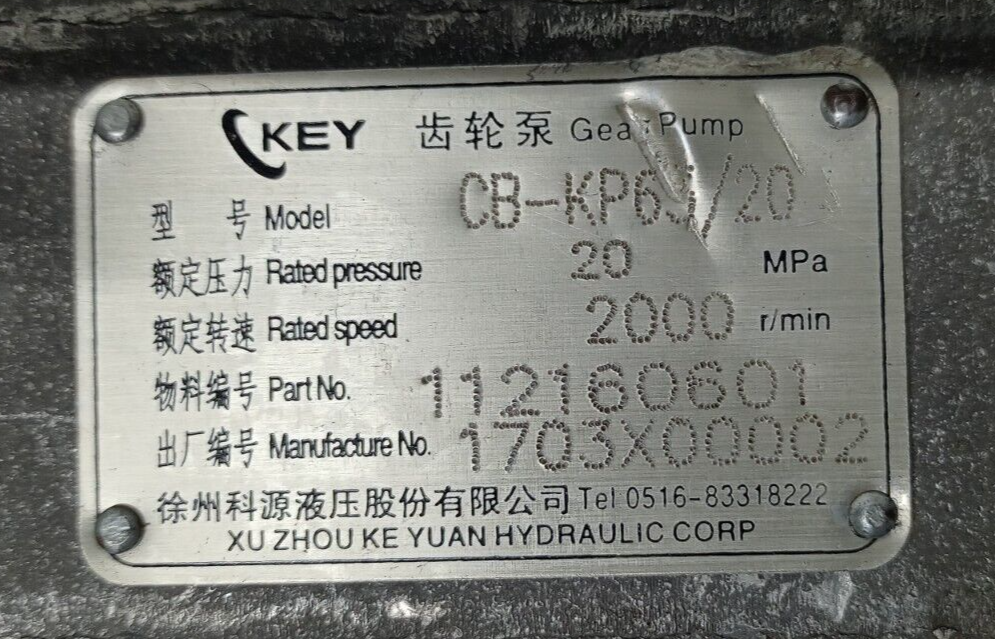 KEY 齿轮泵 Gear Pump
型 号 Model CB-KP63/20
额定压力 Rated pressure 20 MPa
额定转速 Rated speed 2000 r/min
物料编号 Part No. 112160601
出厂编号 Manufacture No. 1703X00002
徐州科源液压股份有限公司 Tel 0516-83318222
XU ZHOU KE YUAN HYDRAULIC CORP